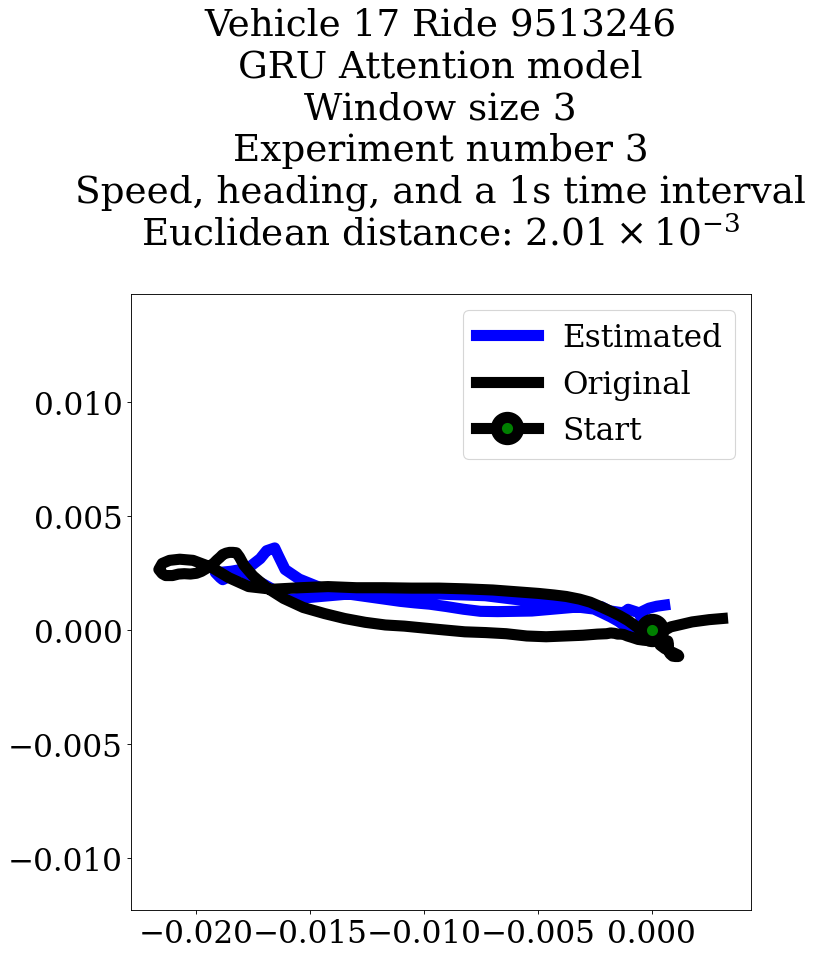 Vehicle 17 Ride 9513246
GRU Attention model
Window size 3
Experiment number 3
Speed, heading, and a 1s time interval
Euclidean distance: 2.01 × 10⁻³
Estimated
Original
Start
0.010
0.005
0.000
−0.005
−0.010
−0.020 −0.015 −0.010 −0.005 0.000